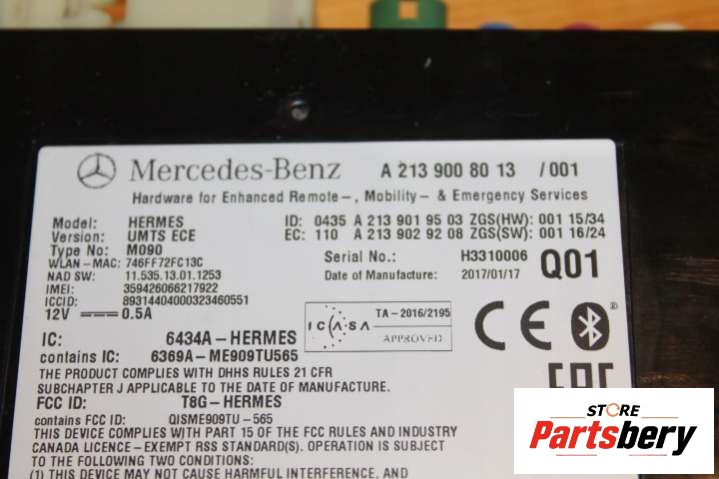 Mercedes-Benz A 213 900 80 13 /001
Hardware for Enhanced Remote-, Mobility- & Emergency Services
Model: HERMES ID: 0435 A 213 901 95 03 ZGS(HW): 001 15/34
Version: UMTS ECE EC: 110 A 213 902 92 08 ZGS(SW): 001 16/24
Type No: M090
WLAN-MAC: 746FF72FC13C Serial No.: H3310006 Q01
NAD SW: 11.535.13.01.1253 Date of Manufacture: 2017/01/17
IMEI: 359426066217922
ICCID: 89314404000323460551
12V 0.5A
ICASA TA-2016/2195
APPROVED
CE
EAC
IC: 6434A-HERMES
contains IC: 6369A-ME909TU565
THE PRODUCT COMPLIES WITH DHHS RULES 21 CFR
SUBCHAPTER J APPLICABLE TO THE DATE OF MANUFACTURE.
FCC ID: T8G-HERMES
contains FCC ID: QISME909TU-565
THIS DEVICE COMPLIES WITH PART 15 OF THE FCC RULES AND INDUSTRY
CANADA LICENCE-EXEMPT RSS STANDARD(S). OPERATION IS SUBJECT
TO THE FOLLOWING TWO CONDITIONS:
(1) THIS DEVICE MAY NOT CAUSE HARMFUL INTERFERENCE, AND
STORE
Partsbery